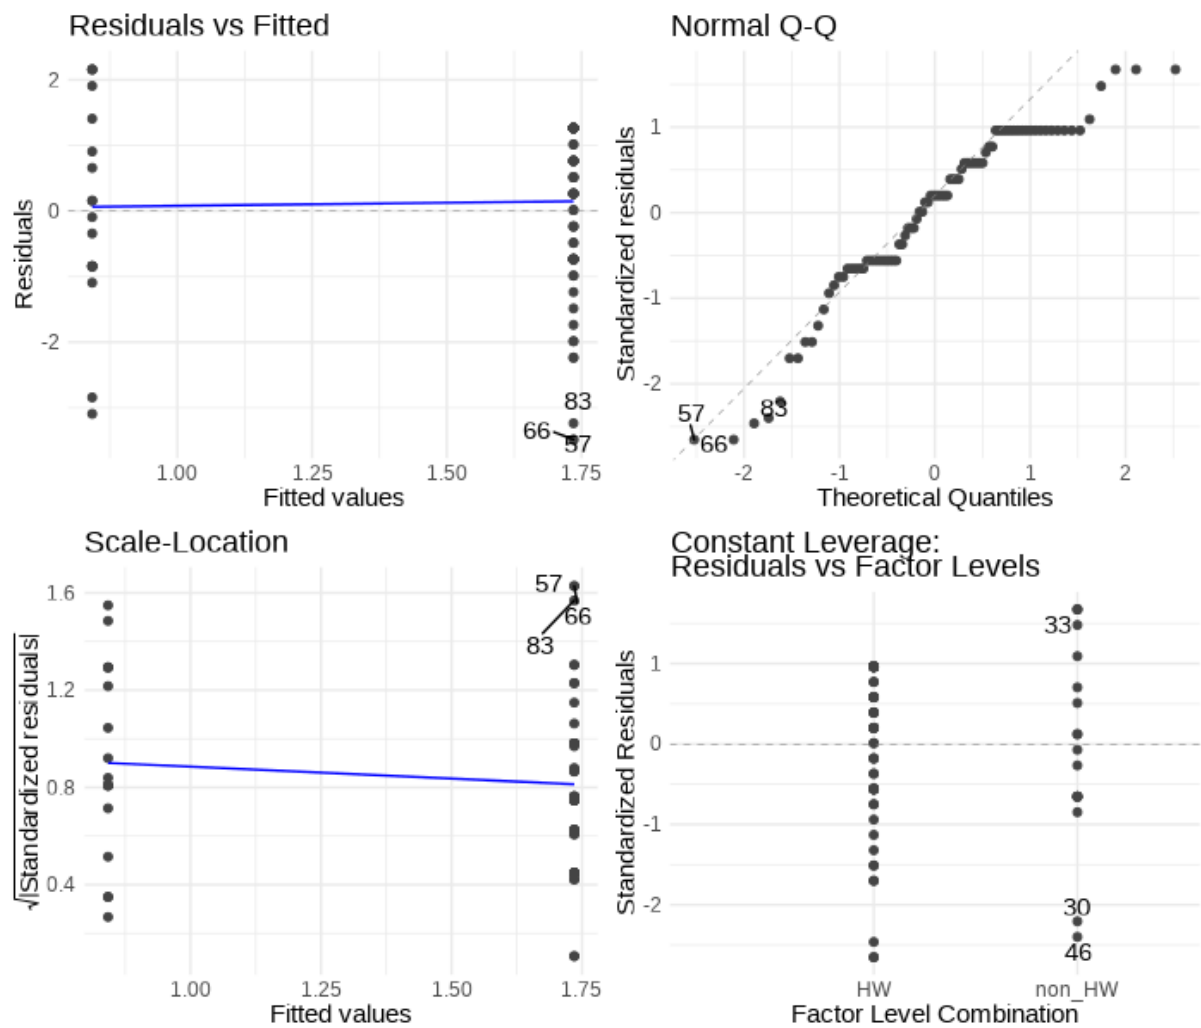 Residuals vs Fitted
2
0
-2
Residuals
83
66
57
1.00
1.25
1.50
1.75
Fitted values
Normal Q-Q
1
0
-1
-2
Standardized residuals
57
83
66
-2
-1
0
1
2
Theoretical Quantiles
Scale-Location
1.6
1.2
0.8
0.4
√|Standardized residuals|
57
66
83
1.00
1.25
1.50
1.75
Fitted values
Constant Leverage:
Residuals vs Factor Levels
1
0
-1
-2
Standardized Residuals
33
30
46
HW
non_HW
Factor Level Combination